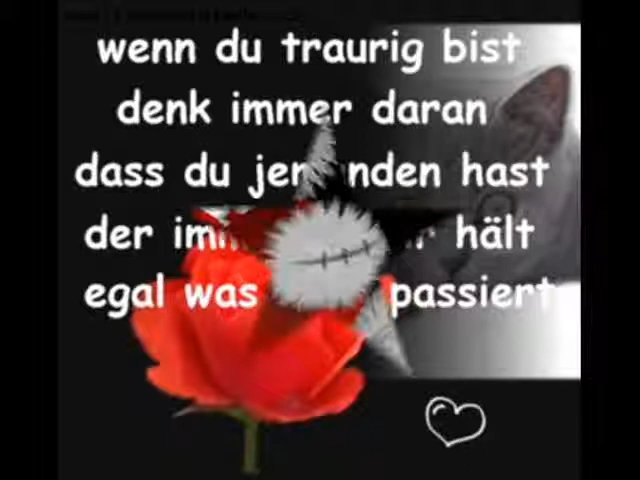 wenn du traurig bist
denk immer daran
dass du jemanden hast
der hält
egal was passiert